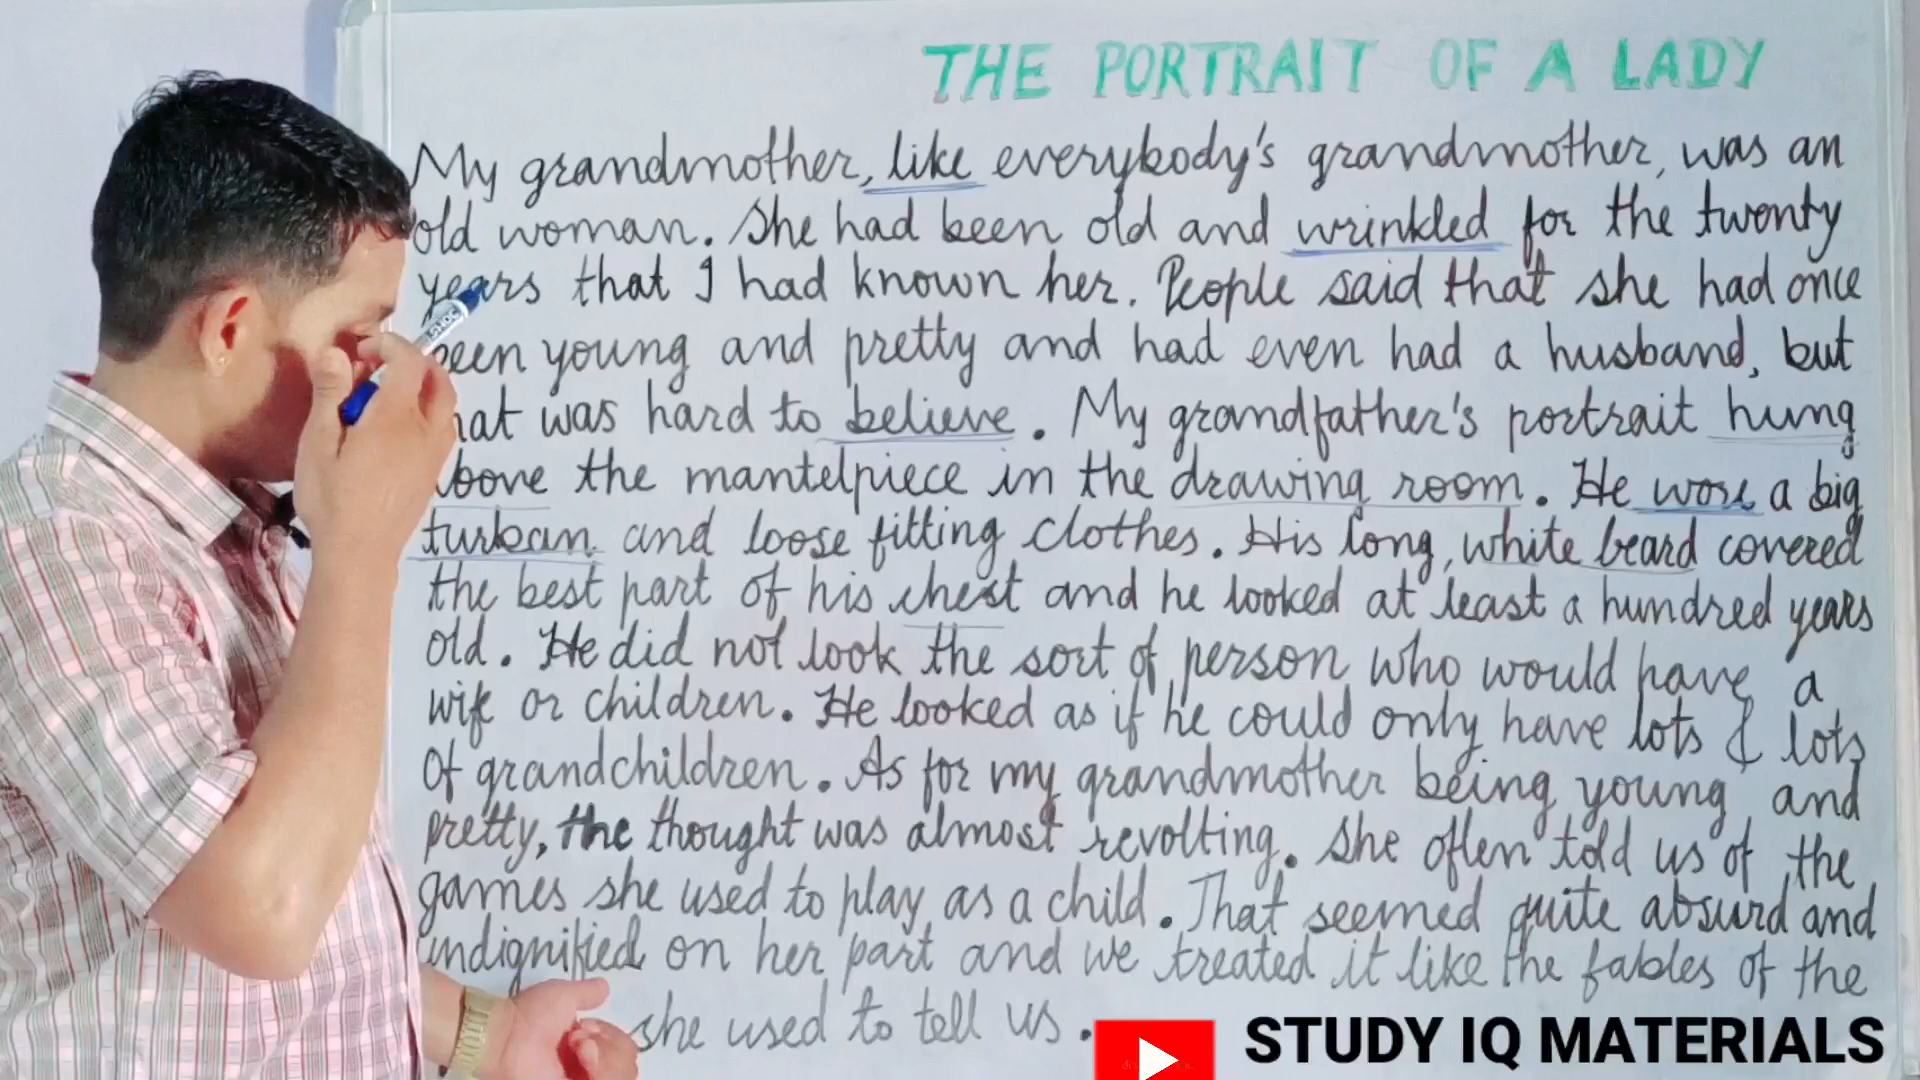 THE PORTRAIT OF A LADY
My grandmother, like everybody's grandmother, was an
old woman. She had been old and wrinkled for the twenty
years that I had known her. People said that she had once
been young and pretty and had even had a husband, but
hat was hard to believe. My grandfather's portrait hung
above the mantelpiece in the drawing room. He wore a big
turban and loose fitting clothes. His long, white beard covered
the best part of his chest and he looked at least a hundred years
old. He did not look the sort of person who would have a
wife or children. He looked as if he could only have lots & lots
Of grandchildren. As for my grandmother being young and
pretty, the thought was almost revolting. She often told us of the
games she used to play as a child. That seemed quite absurd and
undignified on her part and we treated it like the fables of the
she used to tell us.
STUDY IQ MATERIALS